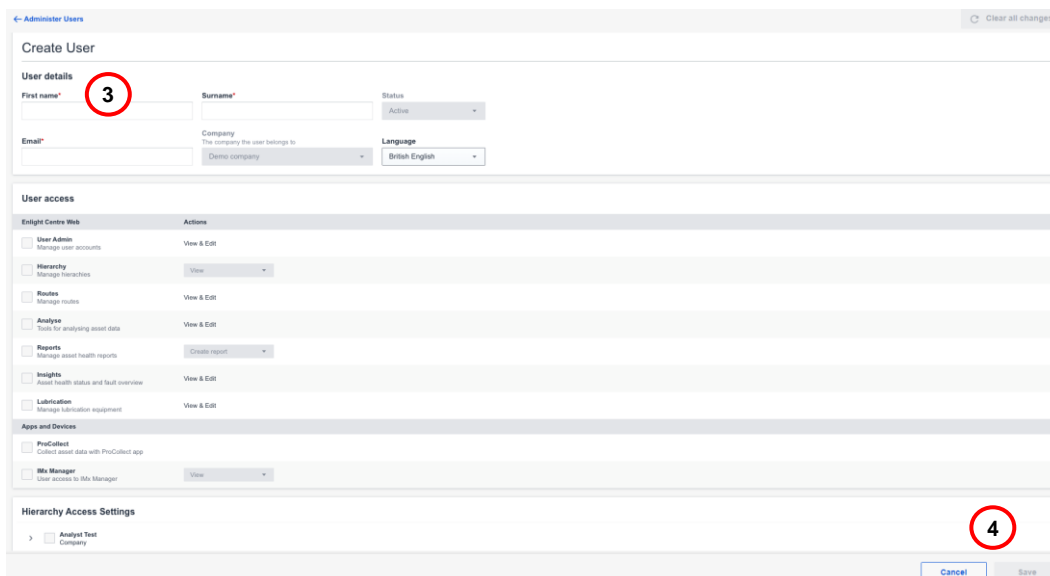 ← Administer Users
Clear all changes
Create User
User details
First name*
3
Surname*
Status
Active
Email*
Company
The company the user belongs to
Demo company
Language
British English
User access
Enlight Centre Web Actions
User Admin
Manage user accounts
View & Edit
Hierarchy
Manage hierachies
View
Routes
Manage routes
View & Edit
Analyse
Tools for analysing asset data
View & Edit
Reports
Manage asset health reports
Create report
Insights
Asset health status and fault overview
View & Edit
Lubrication
Manage lubrication equipment
View & Edit
Apps and Devices
ProCollect
Collect asset data with ProCollect app
IMx Manager
User access to IMx Manager
View
Hierarchy Access Settings
Analyst Test
Company
4
Cancel Save